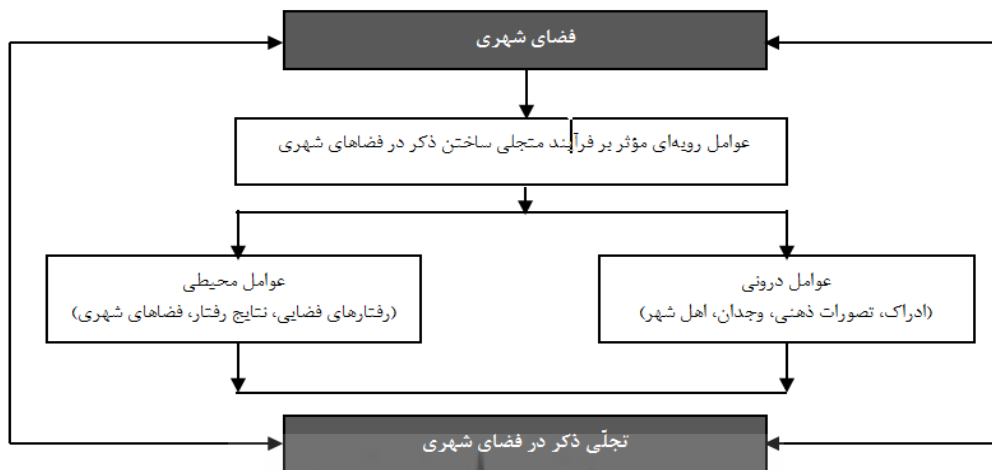 فضای شهری
عوامل رویه‌ای مؤثر بر فرآیند متجلی ساختن ذکر در فضاهای شهری
عوامل درونی
(ادراک، تصورات ذهنی، وجدان، اهل شهر)
عوامل محیطی
(رفتارهای فضایی، نتایج رفتار، فضاهای شهری)
تجلّی ذکر در فضای شهری